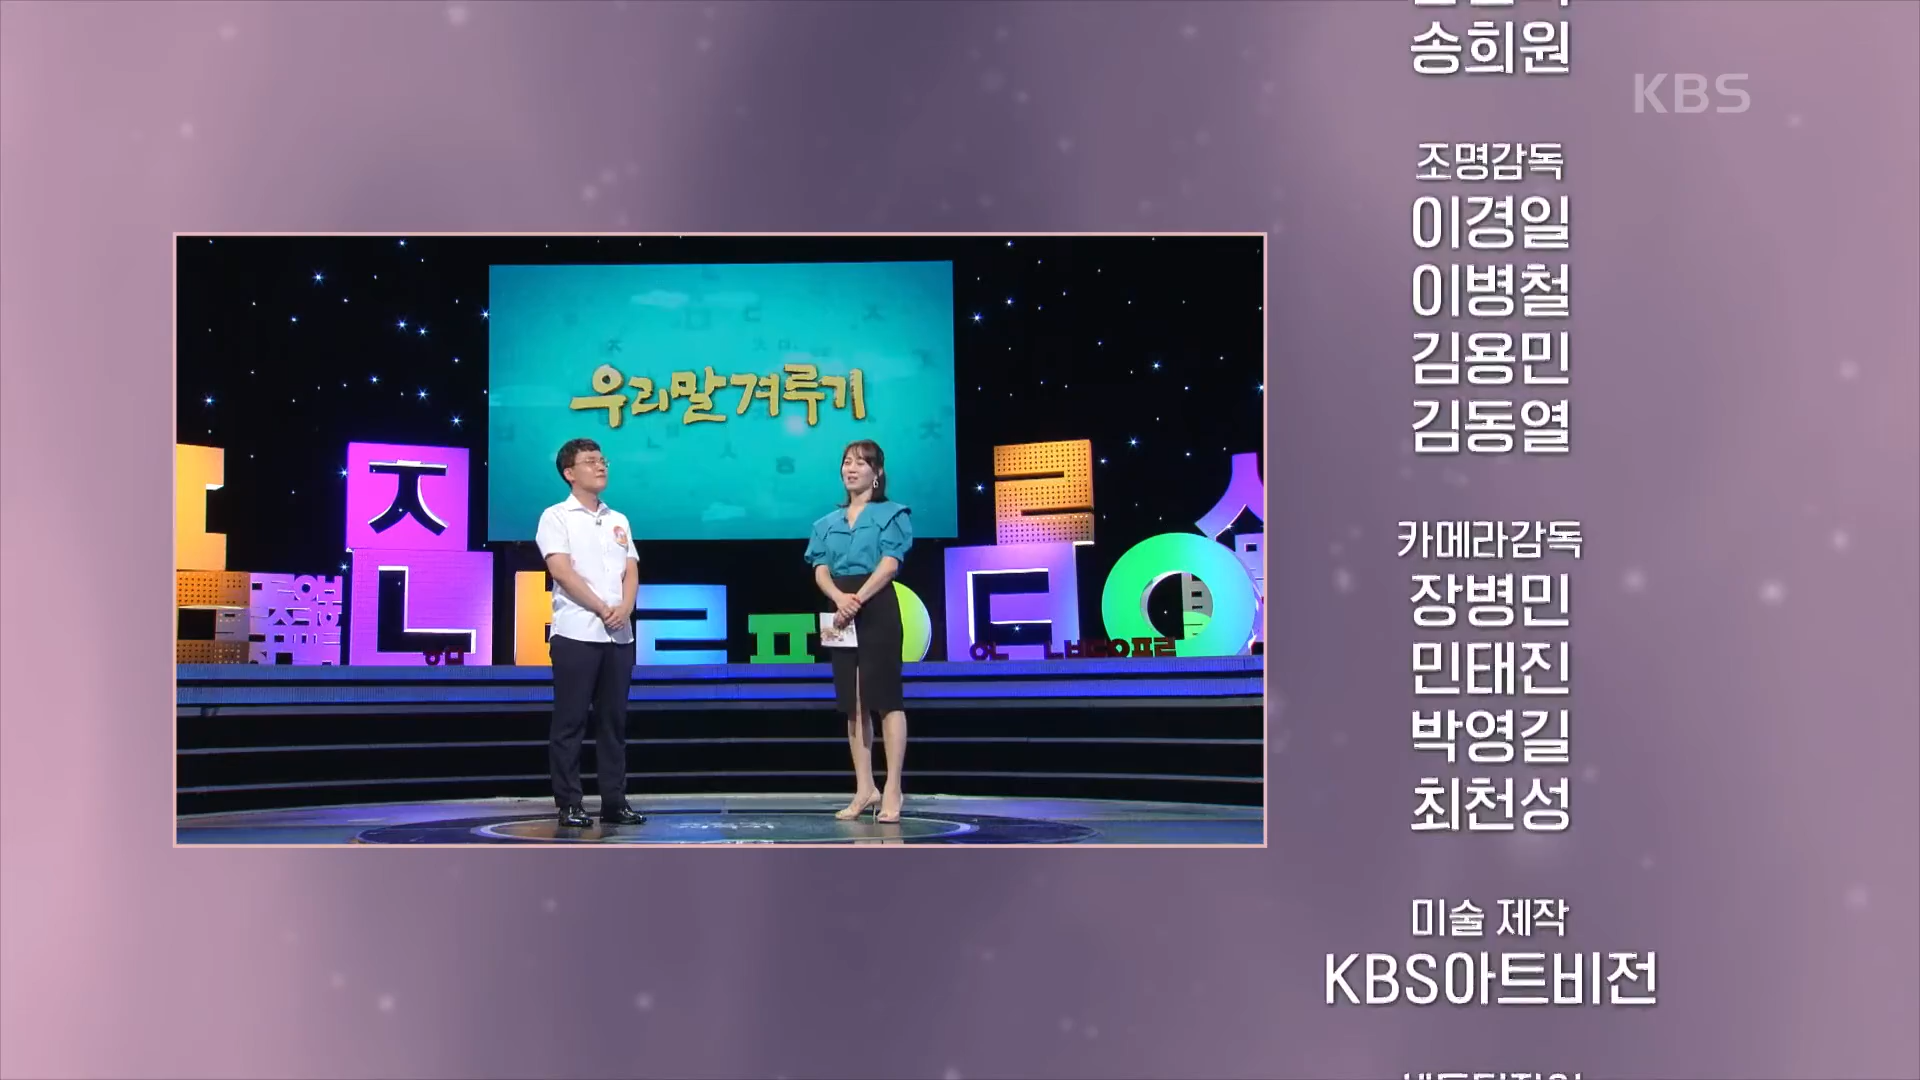 송희원
KBS
조명감독
이경일
이병철
김용민
김동열
우리말 겨루기
카메라감독
장병민
민태진
박영길
최천성
미술 제작
KBS아트비전